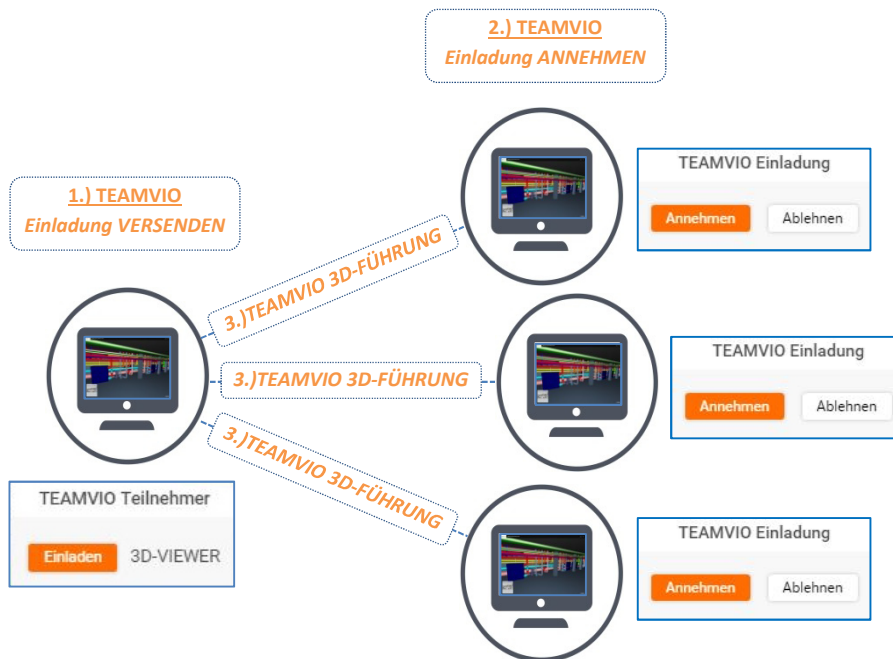 2.) TEAMVIO
Einladung ANNEHMEN
1.) TEAMVIO
Einladung VERSENDEN
TEAMVIO Einladung
Annehmen Ablehnen
3.)TEAMVIO 3D-FÜHRUNG
3.)TEAMVIO 3D-FÜHRUNG
TEAMVIO Einladung
Annehmen Ablehnen
3.)TEAMVIO 3D-FÜHRUNG
TEAMVIO Teilnehmer
Einladen 3D-VIEWER
TEAMVIO Einladung
Annehmen Ablehnen